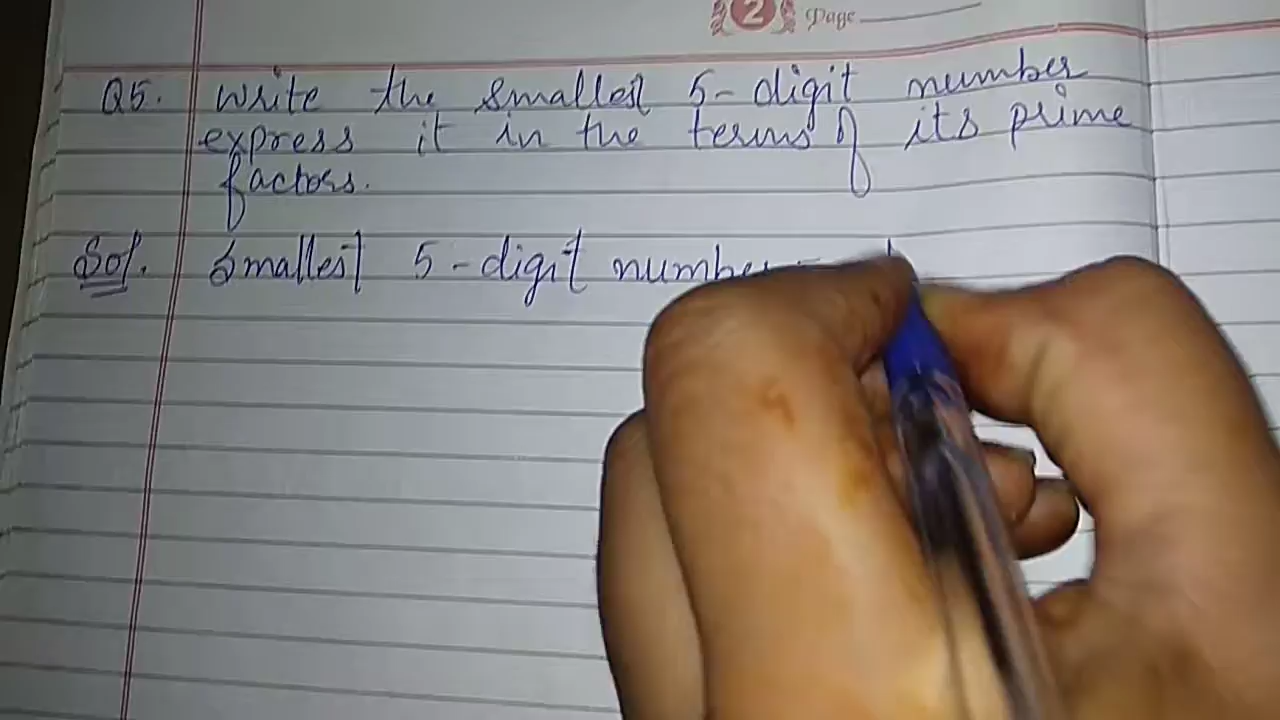 2 Page
Q5. Write the smallest 5-digit number
express it in the terms of its prime
factors.
Sol. Smallest 5-digit number =